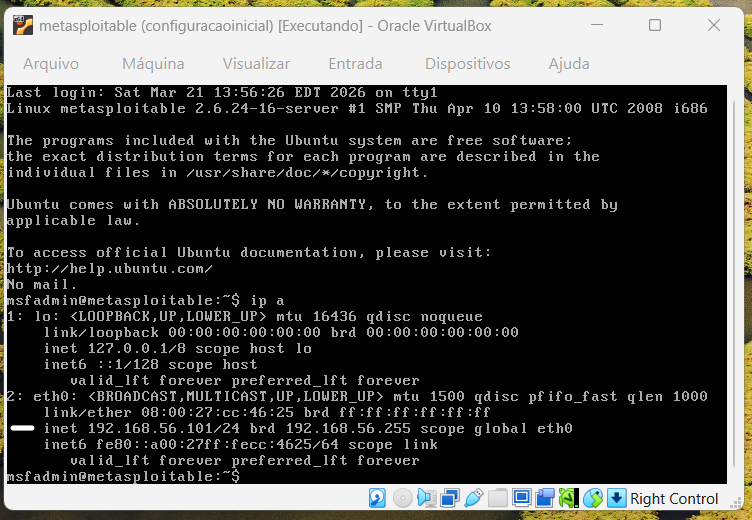 metasploitable (configuracaoinicial) [Executando] - Oracle VirtualBox
Arquivo Máquina Visualizar Entrada Dispositivos Ajuda
Last login: Sat Mar 21 13:56:26 EDT 2026 on tty1
Linux metasploitable 2.6.24-16-server #1 SMP Thu Apr 10 13:58:00 UTC 2008 i686
The programs included with the Ubuntu system are free software;
the exact distribution terms for each program are described in the
individual files in /usr/share/doc/*/copyright.
Ubuntu comes with ABSOLUTELY NO WARRANTY, to the extent permitted by
applicable law.
To access official Ubuntu documentation, please visit:
http://help.ubuntu.com/
No mail.
msfadmin@metasploitable:~$ ip a
1: lo: <LOOPBACK,UP,LOWER_UP> mtu 16436 qdisc noqueue
link/loopback 00:00:00:00:00:00 brd 00:00:00:00:00:00
inet 127.0.0.1/8 scope host lo
inet6 ::1/128 scope host
valid_lft forever preferred_lft forever
2: eth0: <BROADCAST,MULTICAST,UP,LOWER_UP> mtu 1500 qdisc pfifo_fast qlen 1000
link/ether 08:00:27:cc:46:25 brd ff:ff:ff:ff:ff:ff
inet 192.168.56.101/24 brd 192.168.56.255 scope global eth0
inet6 fe80::a00:27ff:fecc:4625/64 scope link
valid_lft forever preferred_lft forever
msfadmin@metasploitable:~$
Right Control